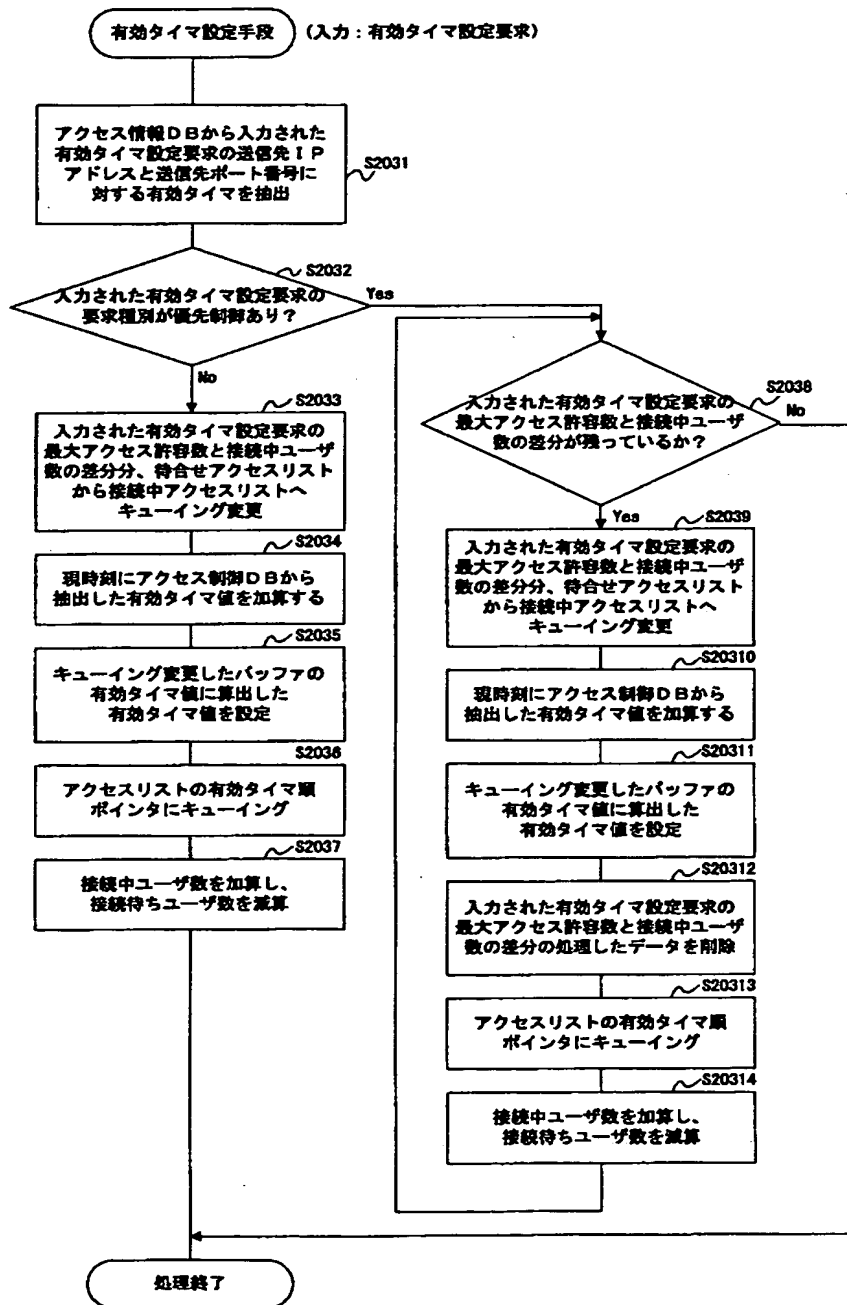 有効タイマ設定手段
(入力:有効タイマ設定要求)
アクセス情報DBから入力された
有効タイマ設定要求の送信先IP
アドレスと送信先ポート番号に
対する有効タイマを抽出
S2031
S2032
入力された有効タイマ設定要求の
要求種別が優先制御あり?
Yes
No
S2033
入力された有効タイマ設定要求の
最大アクセス許容数と接続中ユーザ
数の差分分、待合せアクセスリスト
から接続中アクセスリストへ
キューイング変更
S2034
現時刻にアクセス制御DBから
抽出した有効タイマ値を加算する
S2035
キューイング変更したバッファの
有効タイマ値に算出した
有効タイマ値を設定
S2036
アクセスリストの有効タイマ順
ポインタにキューイング
S2037
接続中ユーザ数を加算し、
接続待ちユーザ数を減算
S2038
入力された有効タイマ設定要求の
最大アクセス許容数と接続中ユーザ
数の差分が残っているか?
No
Yes
S2039
入力された有効タイマ設定要求の
最大アクセス許容数と接続中ユーザ
数の差分分、待合せアクセスリスト
から接続中アクセスリストへ
キューイング変更
S20310
現時刻にアクセス制御DBから
抽出した有効タイマ値を加算する
S20311
キューイング変更したバッファの
有効タイマ値に算出した
有効タイマ値を設定
S20312
入力された有効タイマ設定要求の
最大アクセス許容数と接続中ユーザ
数の差分の処理したデータを削除
S20313
アクセスリストの有効タイマ順
ポインタにキューイング
S20314
接続中ユーザ数を加算し、
接続待ちユーザ数を減算
処理終了